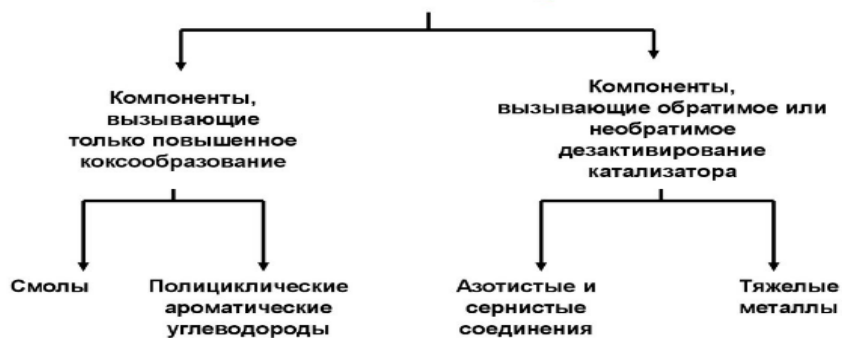 Компоненты,
вызывающие
только повышенное
коксообразование
Компоненты,
вызывающие обратимое или
необратимое
дезактивирование
катализатора
Смолы
Полициклические
ароматические
углеводороды
Азотистые и
сернистые
соединения
Тяжелые
металлы